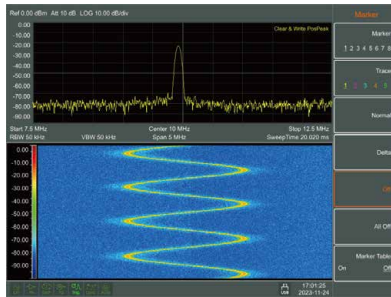 Ref 0.00 dBm Att 10 dB LOG 10.00 dB/div
Marker
0.00
Clear & Write PosPeak
-10.00
-20.00
-30.00
-40.00
-50.00
-60.00
-70.00
-80.00
-90.00
Start 7.5 MHz
Center 10 MHz
Stop 12.5 MHz
RBW 50 kHz
VBW 50 kHz
Span 5 MHz
SweepTime 20.020 ms
0.00
-10.00
-20.00
-30.00
-40.00
-50.00
-60.00
-70.00
-80.00
-90.00
Marker
1 2 3 4 5 6 7 8
Trace
1 2 3 4 5
Normal
Delta
Off
All Off
Marker Table
On Off
17:01:25
2023-11-24